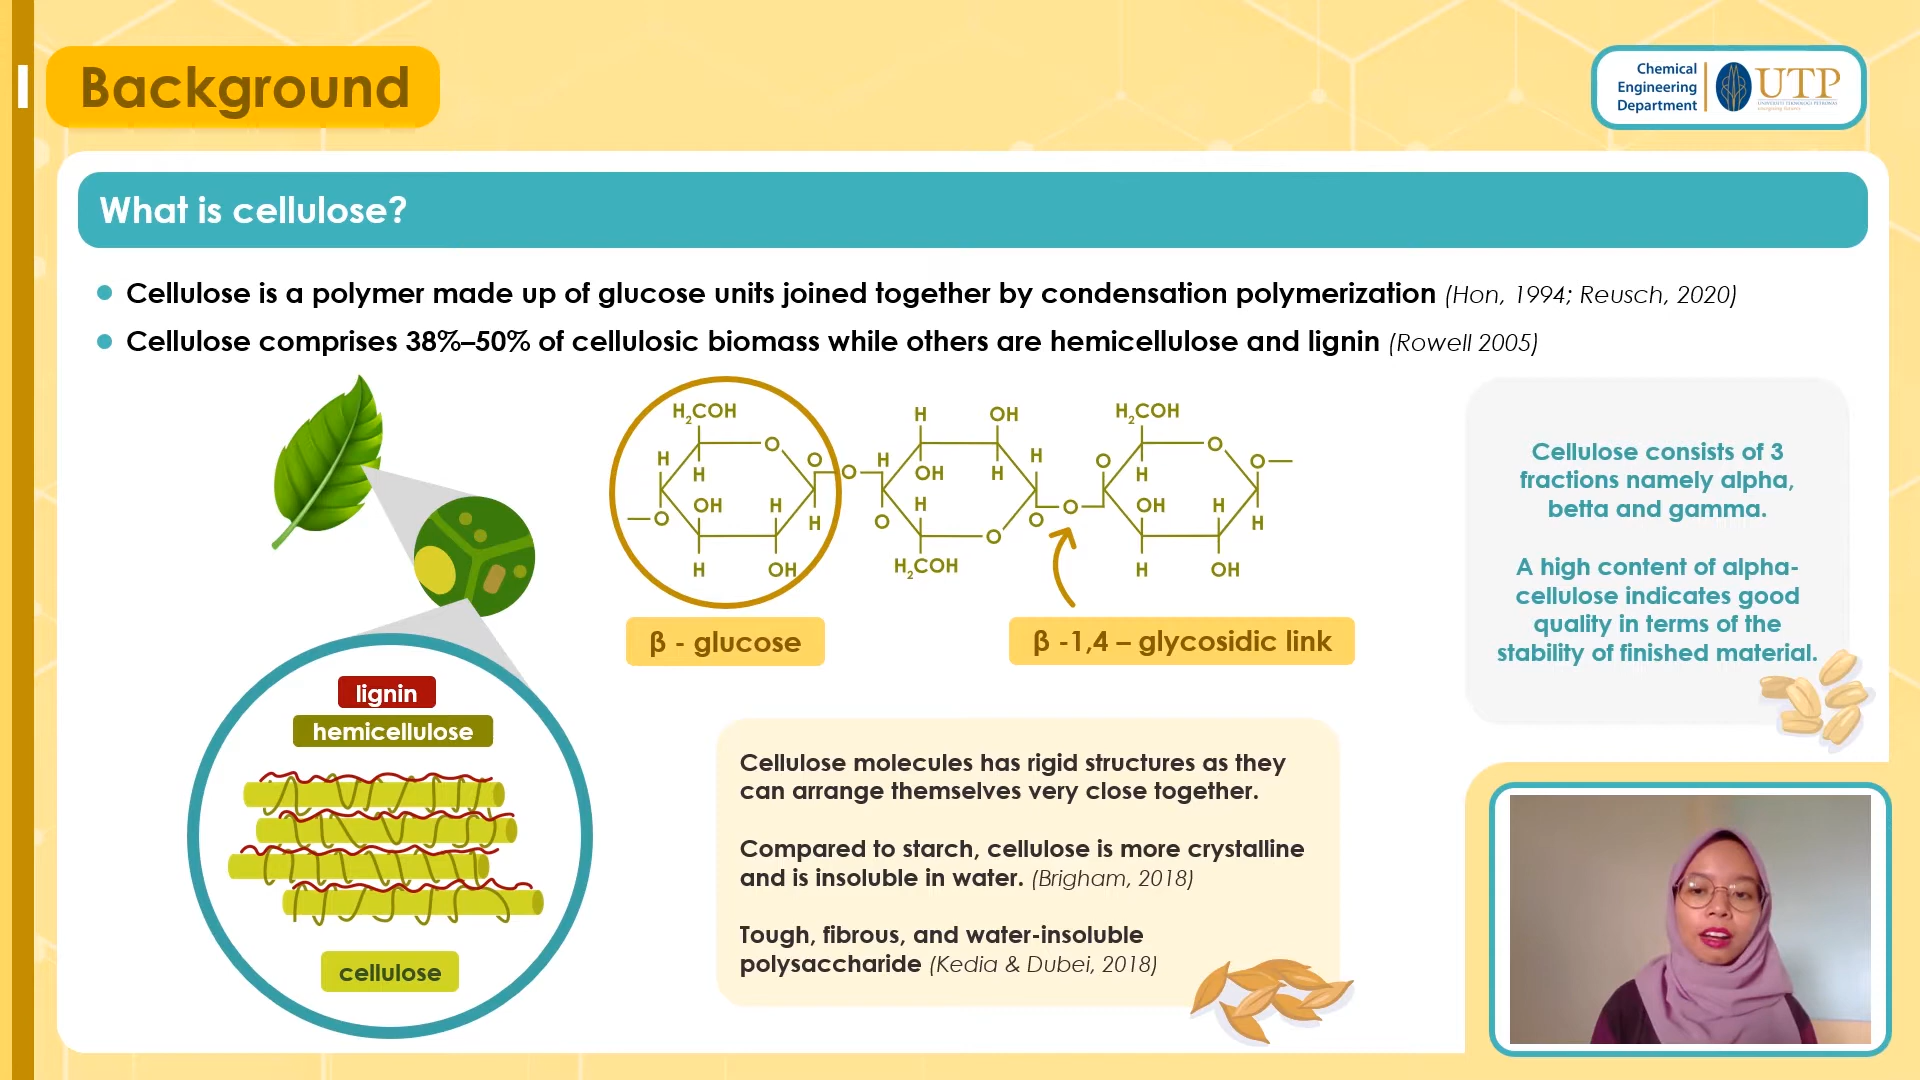 Background
Chemical
Engineering
Department
UTP
UNIVERSITI TEKNOLOGI PETRONAS
What is cellulose?
Cellulose is a polymer made up of glucose units joined together by condensation polymerization (Hon, 1994; Reusch, 2020)
Cellulose comprises 38%–50% of cellulosic biomass while others are hemicellulose and lignin (Rowell 2005)
H₂COH
O
H
H
OH
H
O
H
O
H
OH
O
H
OH
H
OH
H
H
H
O
H₂COH
O
O
O
H₂COH
O
O
H
OH
H
O
H
H
OH
β - glucose
β -1,4 – glycosidic link
Cellulose consists of 3
fractions namely alpha,
betta and gamma.
A high content of alpha-
cellulose indicates good
quality in terms of the
stability of finished material.
lignin
hemicellulose
cellulose
Cellulose molecules has rigid structures as they
can arrange themselves very close together.
Compared to starch, cellulose is more crystalline
and is insoluble in water. (Brigham, 2018)
Tough, fibrous, and water-insoluble
polysaccharide (Kedia & Dubei, 2018)